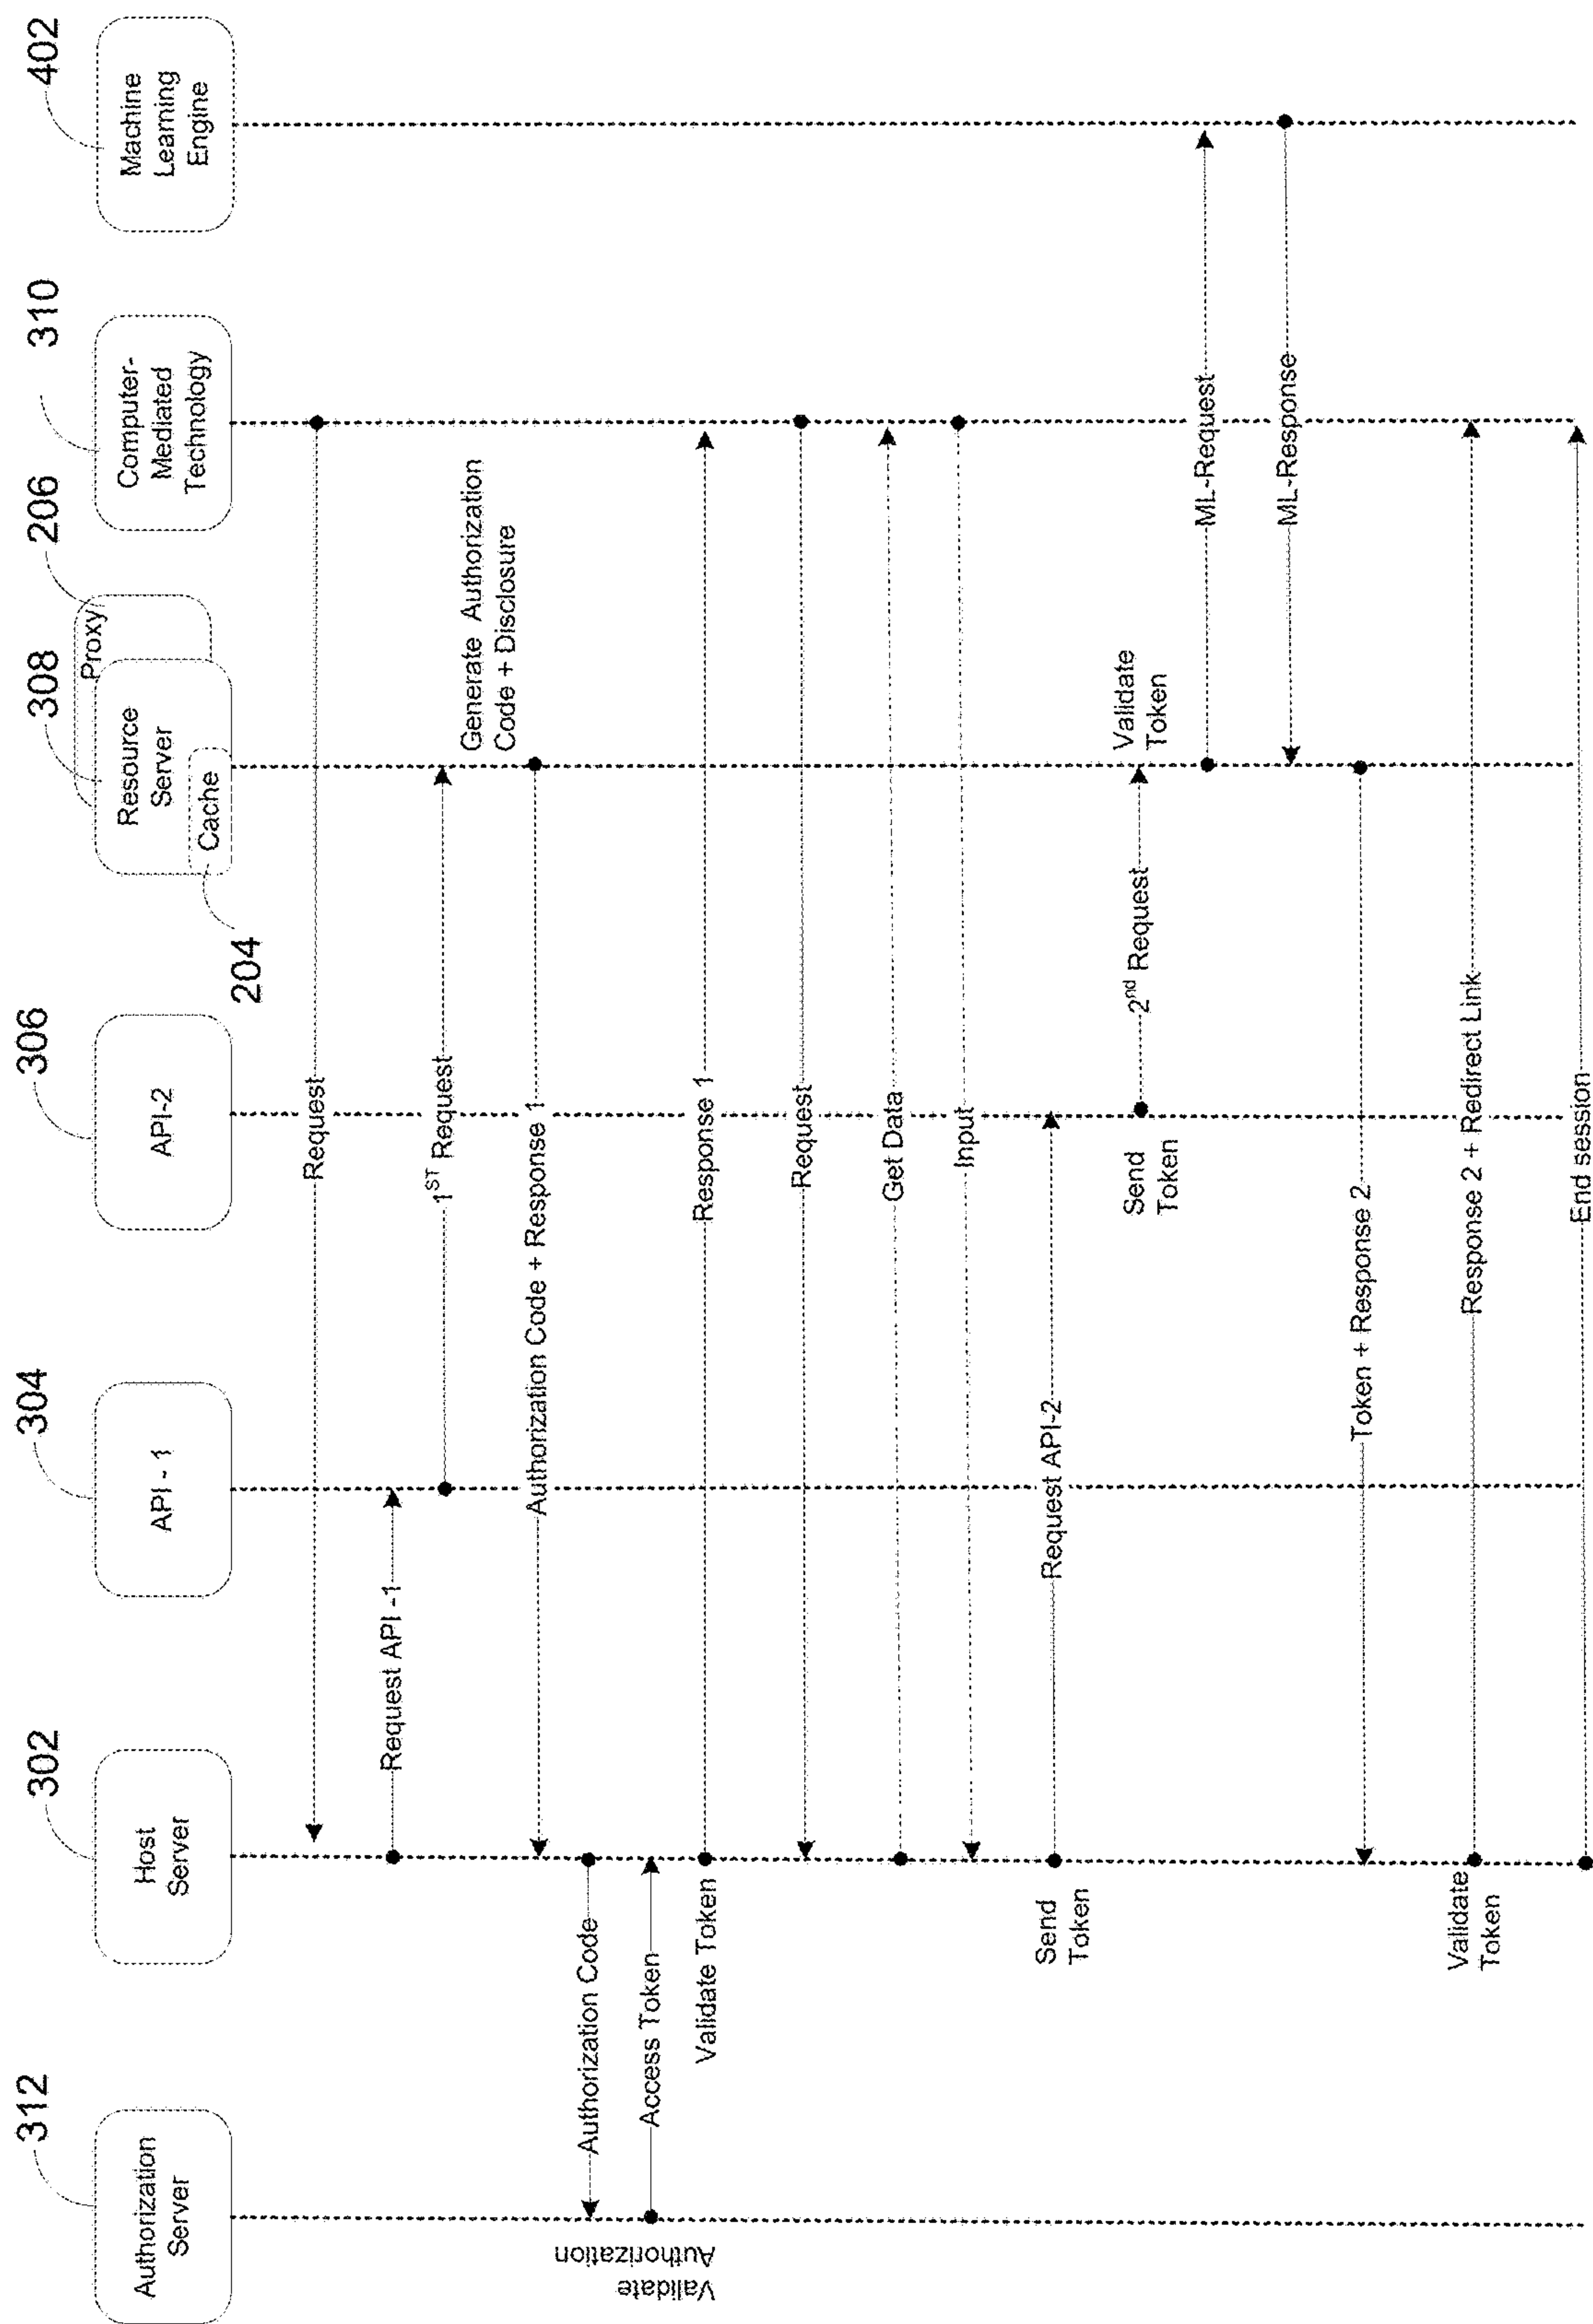 312
302
304
306
308
206
310
402
Authorization
Server
Host
Server
API - 1
API-2
Resource
Server
Proxy
Cache
204
Computer-
Mediated
Technology
Machine
Learning
Engine
Request
Request API -1
1ST Request
Generate Authorization
Code + Disclosure
Authorization Code + Response 1
Authorization Code
Access Token
Validate
Authorization
Validate Token
Response 1
Request
Get Data
Input
Send
Token
Request API-2
Send
Token
2nd Request
Validate
Token
ML-Request
ML-Response
Token + Response 2
Validate
Token
Response 2 + Redirect Link
End session